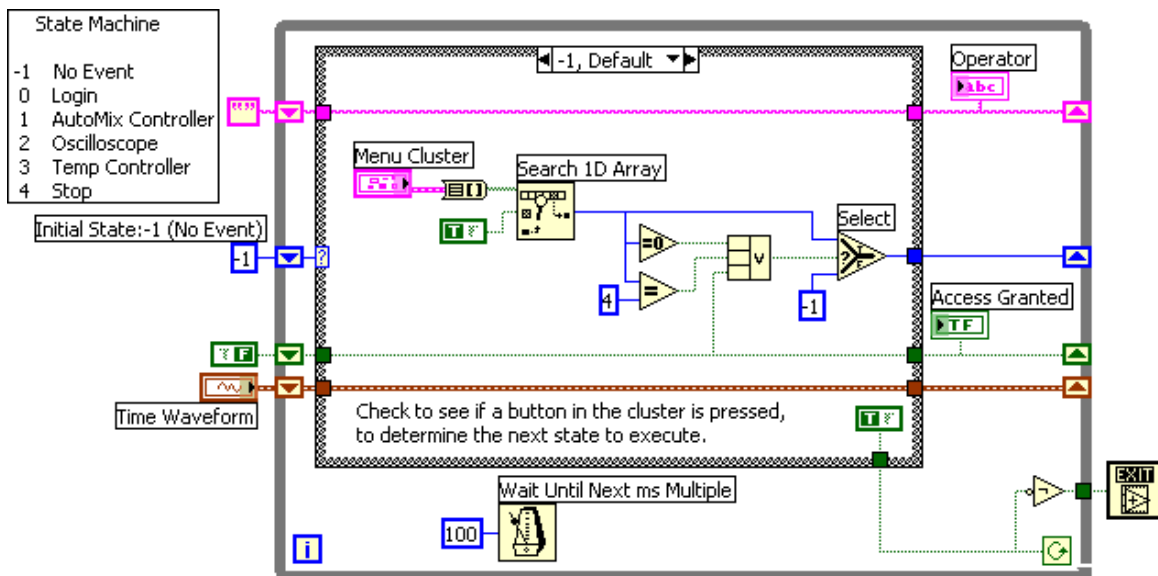 State Machine
-1 No Event
0 Login
1 AutoMix Controller
2 Oscilloscope
3 Temp Controller
4 Stop
-1, Default
Operator
abc
Menu Cluster
Search 1D Array
T
=0
=
4
V
Select
?
T
F
-1
Initial State:-1 (No Event)
-1
?
Access Granted
TF
F
Time Waveform
Check to see if a button in the cluster is pressed,
to determine the next state to execute.
T
Wait Until Next ms Multiple
100
i
EXIT